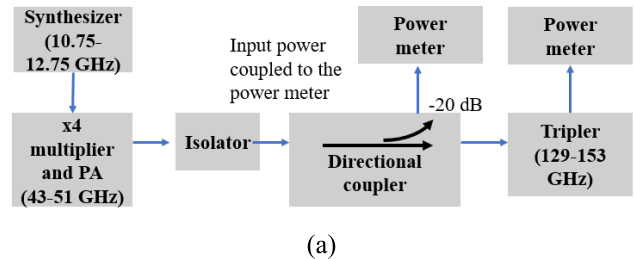 Synthesizer
(10.75-
12.75 GHz)
Input power
coupled to the
power meter
Power
meter
Power
meter
-20 dB
x4
multiplier
and PA
(43-51 GHz)
Isolator
Directional
coupler
Tripler
(129-153
GHz)
(a)